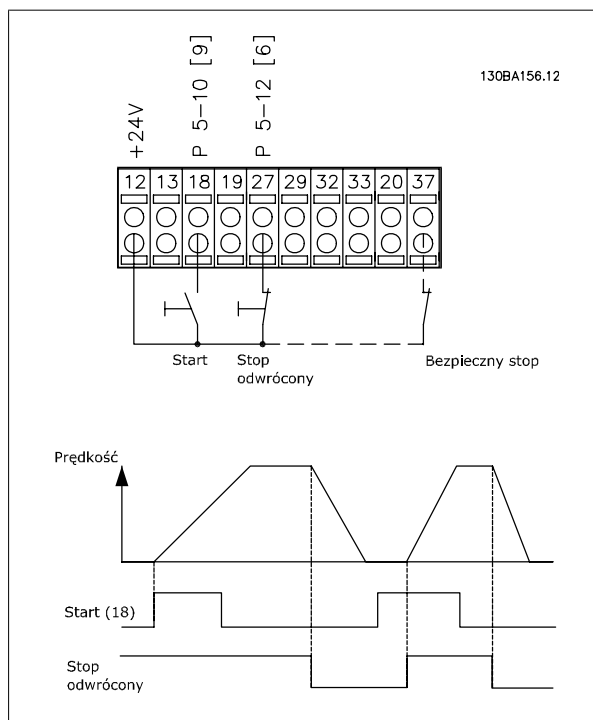 130BA156.12
+24V
P 5-10 [9]
P 5-12 [6]
12 13 18 19 27 29 32 33 20 37
Start
Stop
odwrócony
Bezpieczny stop
Prędkość
Start (18)
Stop
odwrócony